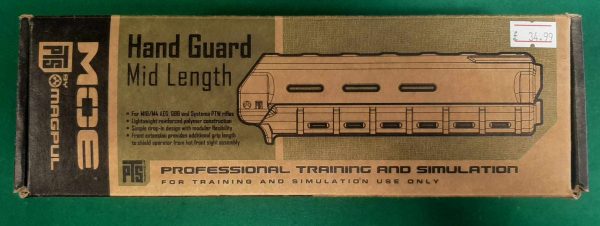 PTS
MOE
BY MAGPUL
Hand Guard
Mid Length
• For M16/M4 AEG, GBB and Systema PTW rifles
• Lightweight reinforced polymer construction
• Simple drop-in design with modular flexibility
• Front extension provides additional grip length
to shield operator from hot front sight assembly
£ 34.99
PTS
PROFESSIONAL TRAINING AND SIMULATION
FOR TRAINING AND SIMULATION USE ONLY